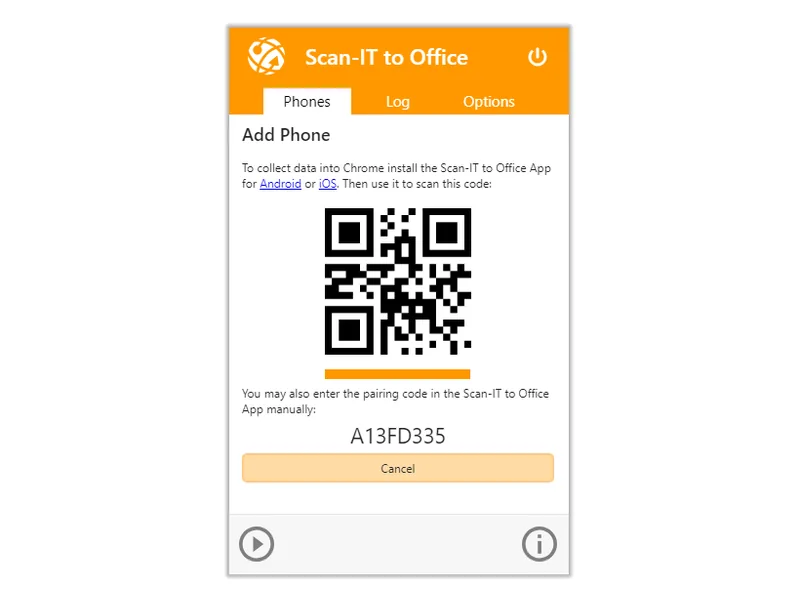 Scan-IT to Office
Phones Log Options
Add Phone
To collect data into Chrome install the Scan-IT to Office App
for Android or iOS. Then use it to scan this code:
You may also enter the pairing code in the Scan-IT to Office
App manually:
A13FD335
Cancel